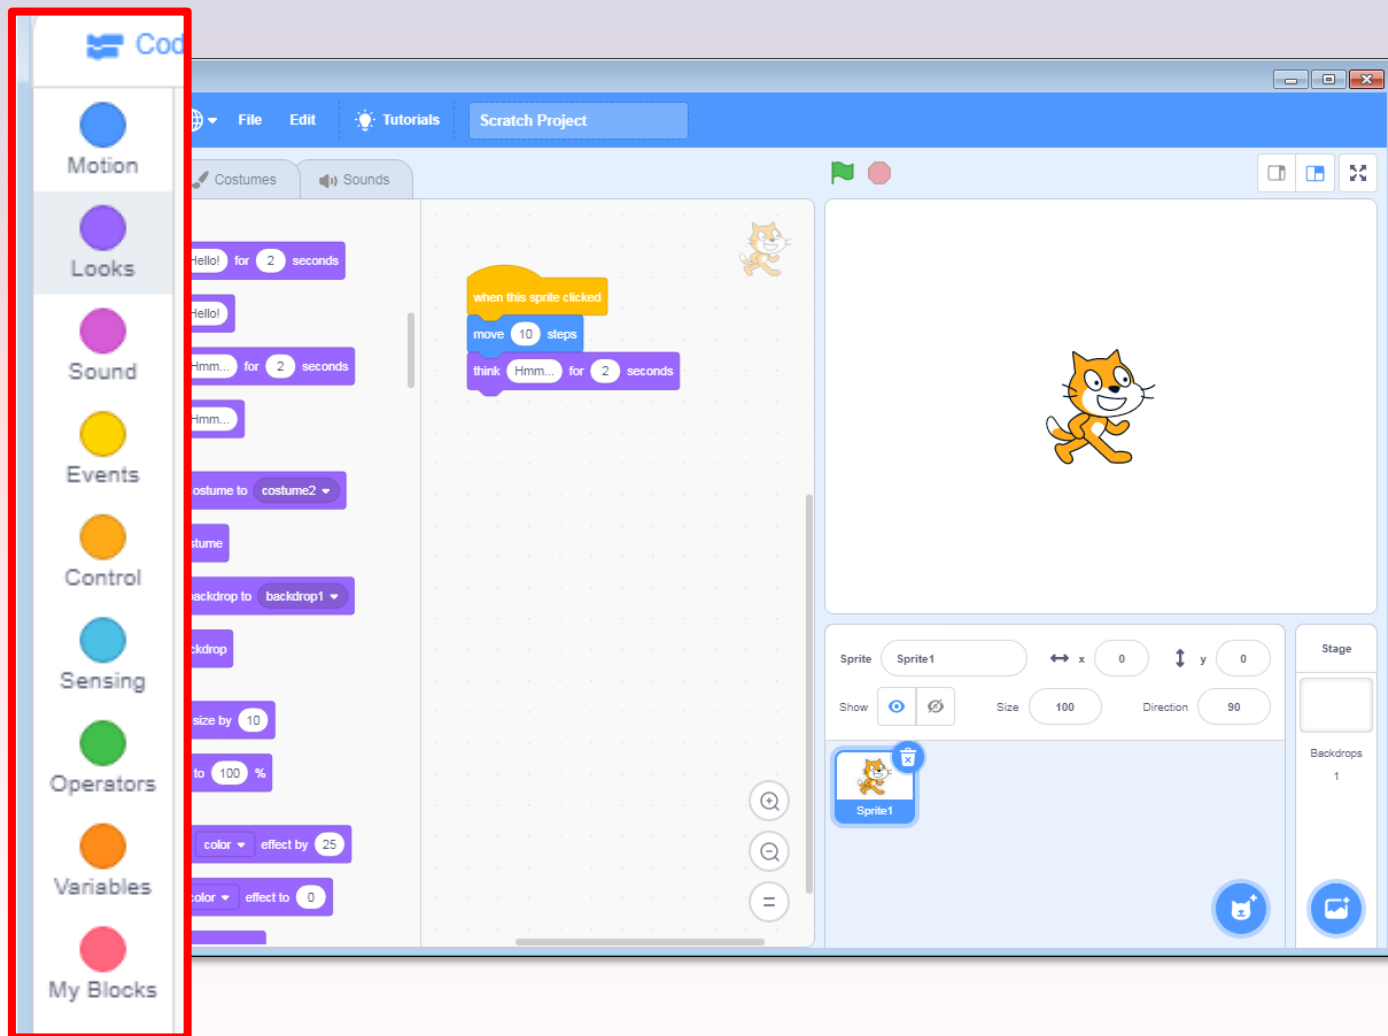 Cod
Motion
Looks
Sound
Events
Control
Sensing
Operators
Variables
My Blocks
File Edit Tutorials Scratch Project
Costumes Sounds
Hello! for 2 seconds
Hello!
Hmm... for 2 seconds
Hmm...
ostume to costume2
stume
ackdrop to backdrop1
ckdrop
size by 10
to 100 %
color effect by 25
color effect to 0
when this sprite clicked
move 10 steps
think Hmm... for 2 seconds
Sprite Sprite1 x 0 y 0
Show Size 100 Direction 90
Sprite1
Stage
Backdrops
1